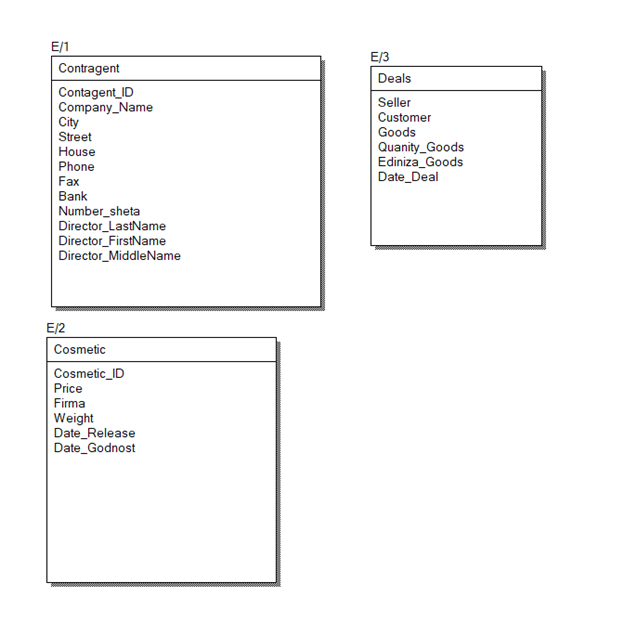 E/1
Contragent
Contagent_ID
Company_Name
City
Street
House
Phone
Fax
Bank
Number_sheta
Director_LastName
Director_FirstName
Director_MiddleName
E/3
Deals
Seller
Customer
Goods
Quanity_Goods
Ediniza_Goods
Date_Deal
E/2
Cosmetic
Cosmetic_ID
Price
Firma
Weight
Date_Release
Date_Godnost